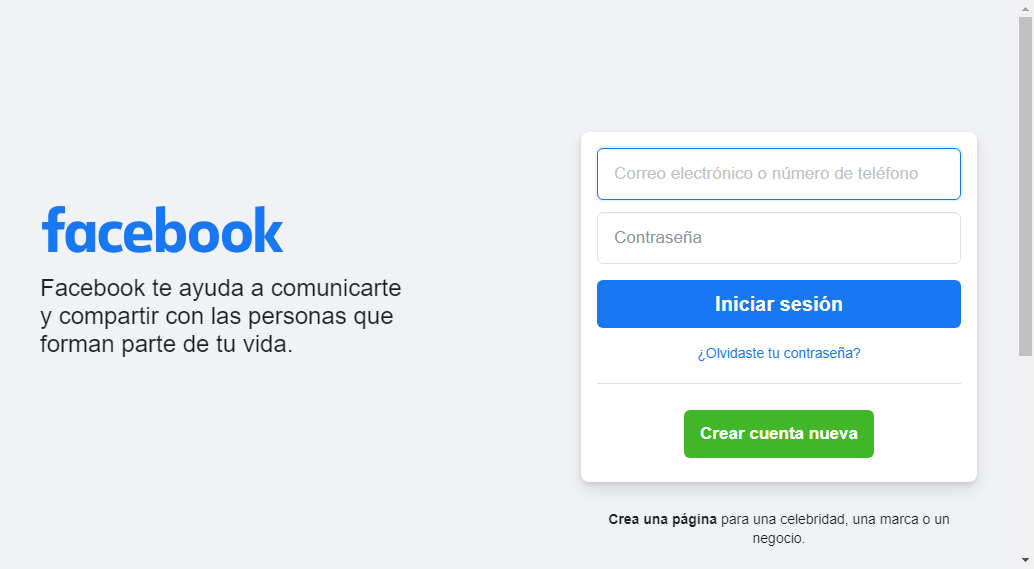 facebook
Facebook te ayuda a comunicarte
y compartir con las personas que
forman parte de tu vida.
Correo electrónico o número de teléfono
Contraseña
Iniciar sesión
¿Olvidaste tu contraseña?
Crear cuenta nueva
Crea una página para una celebridad, una marca o un
negocio.